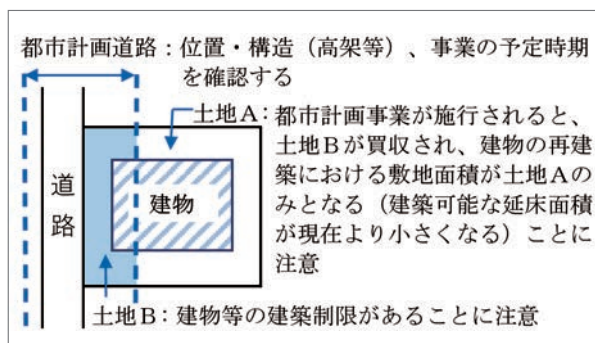 都市計画道路：位置・構造（高架等）、事業の予定時期
を確認する
土地A：都市計画事業が施行されると、
土地Bが買収され、建物の再建
築における敷地面積が土地Aの
みとなる（建築可能な延床面積
が現在より小さくなる）ことに
注意
道路
建物
土地B：建物等の建築制限があることに注意